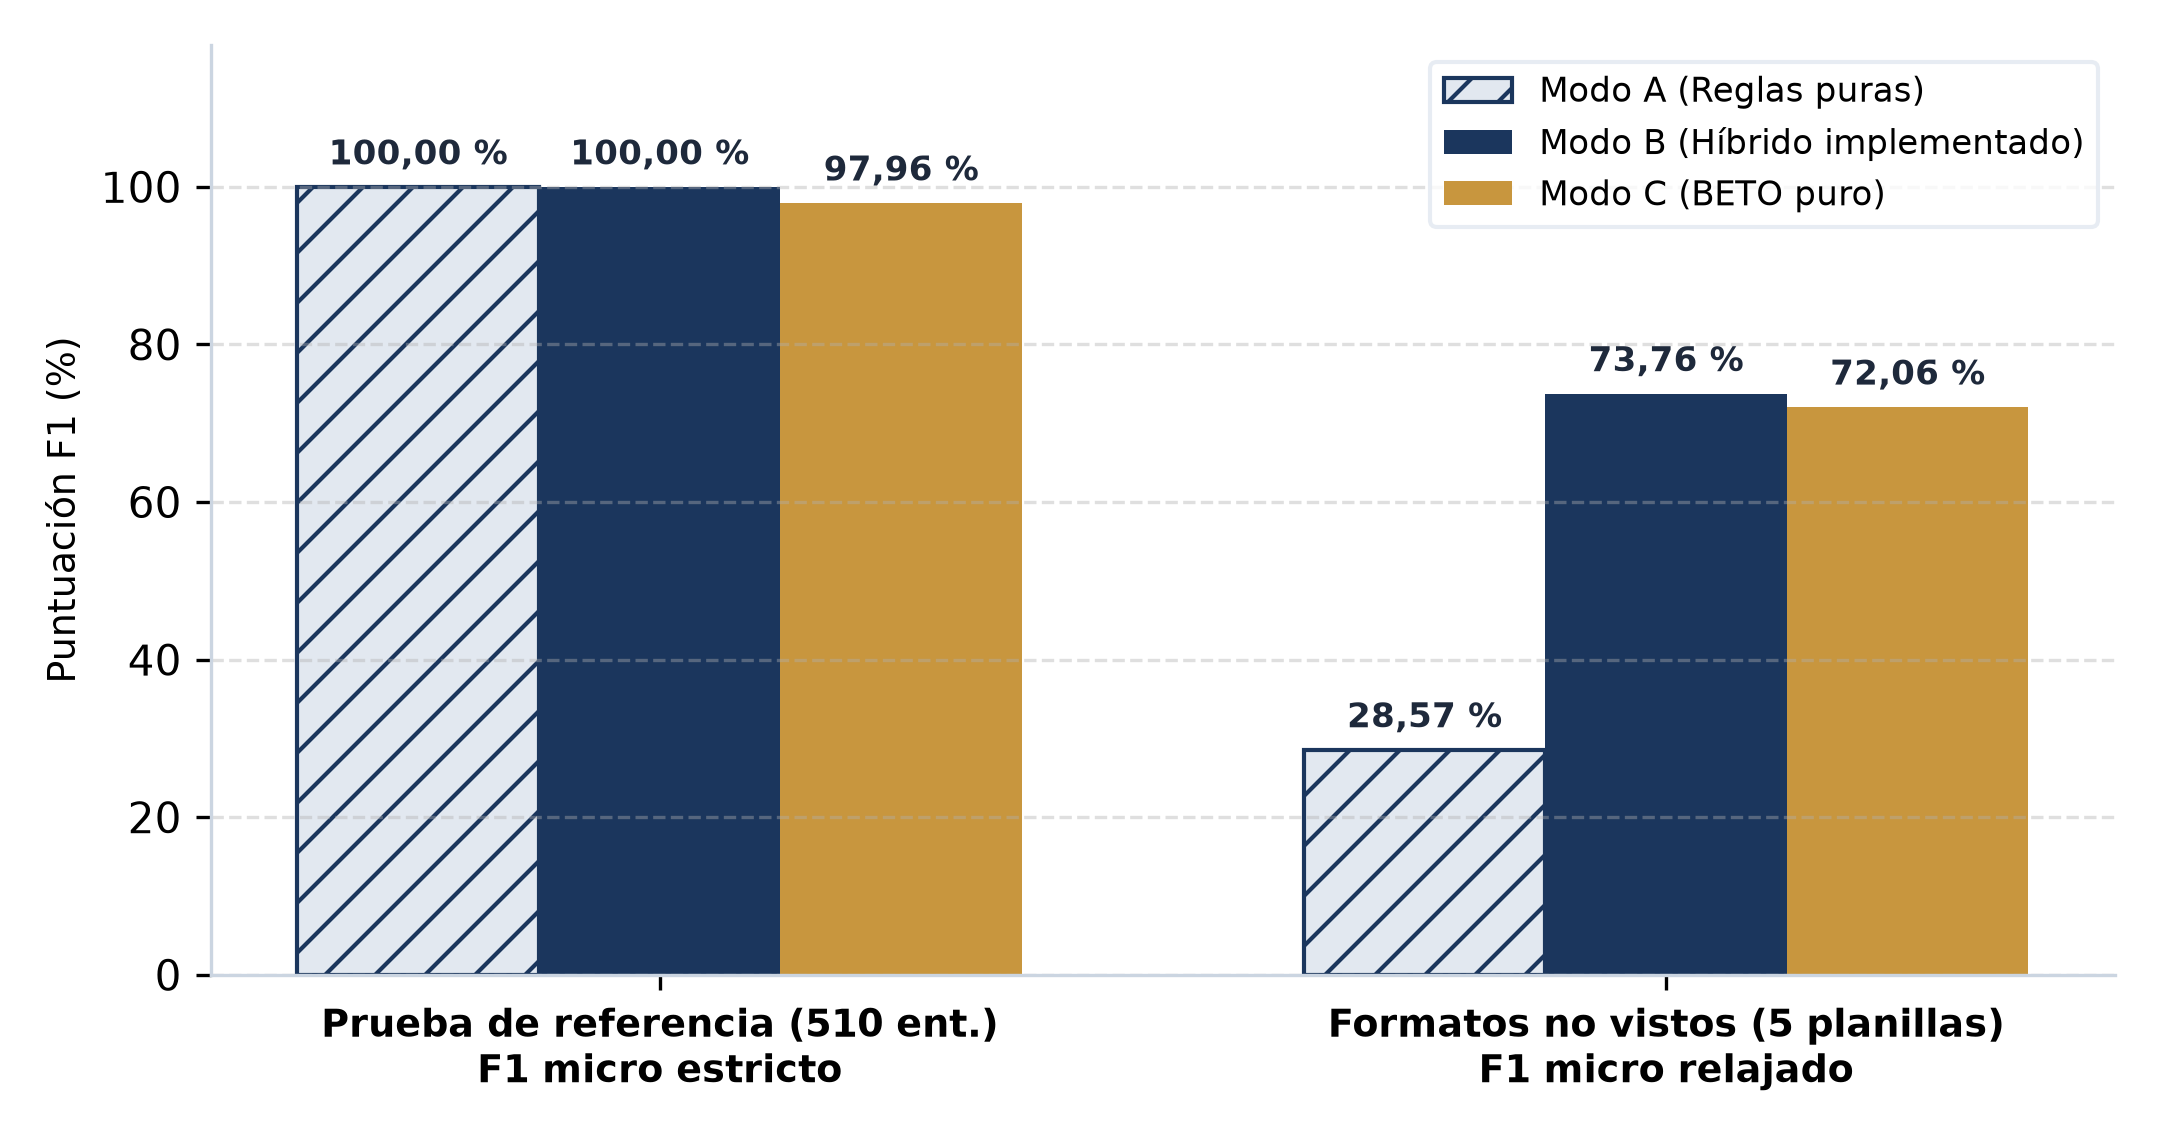 Modo A (Reglas puras)
Modo B (Híbrido implementado)
Modo C (BETO puro)
100,00 %
100,00 %
97,96 %
73,76 %
72,06 %
28,57 %
Puntuación F1 (%)
100
80
60
40
20
0
Prueba de referencia (510 ent.)
F1 micro estricto
Formatos no vistos (5 planillas)
F1 micro relajado